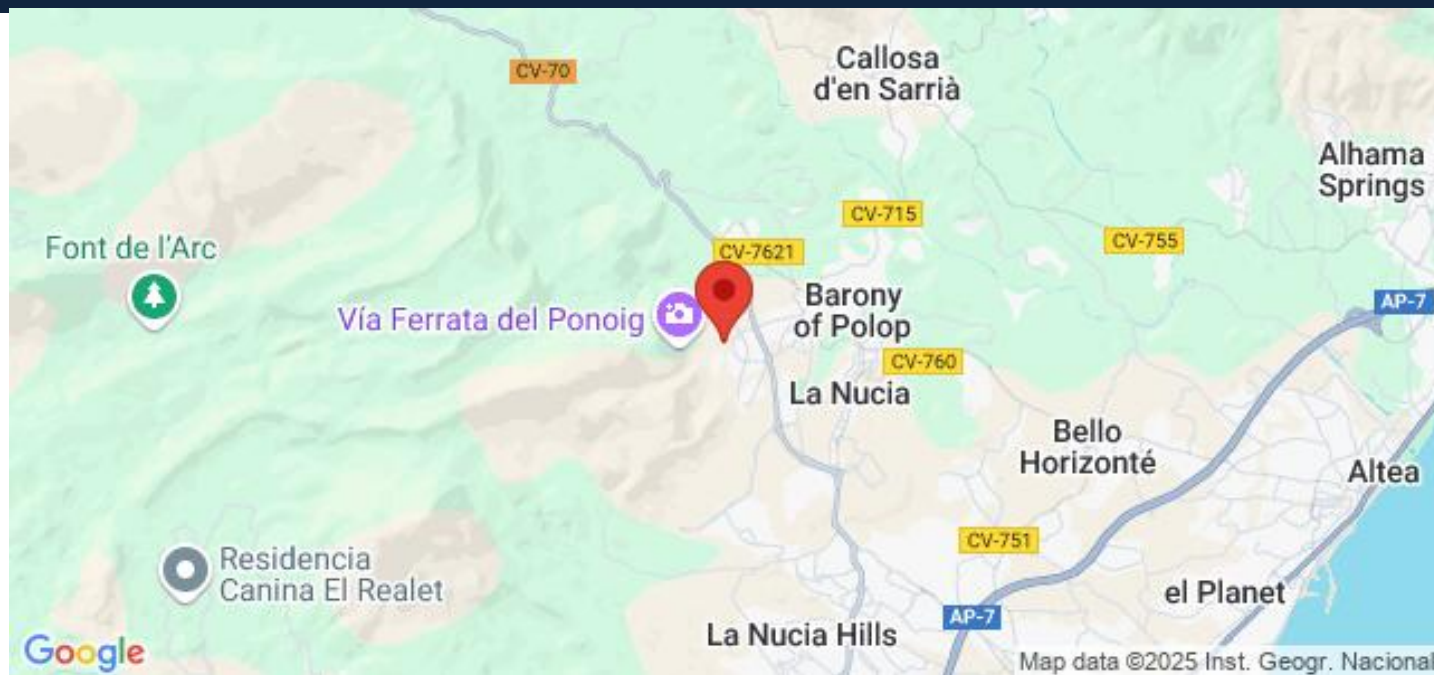 CV-70
Callosa
d'en Sarrià
Alhama
Springs
CV-715
CV-755
Font de l'Arc
CV-7621
Vía Ferrata del Ponoig
Barony
of Polop
AP-7
CV-760
La Nucia
Bello
Horizonté
Altea
CV-751
Residencia
Canina El Realet
el Planet
AP-7
La Nucia Hills
Google
Map data ©2025 Inst. Geogr. Nacional